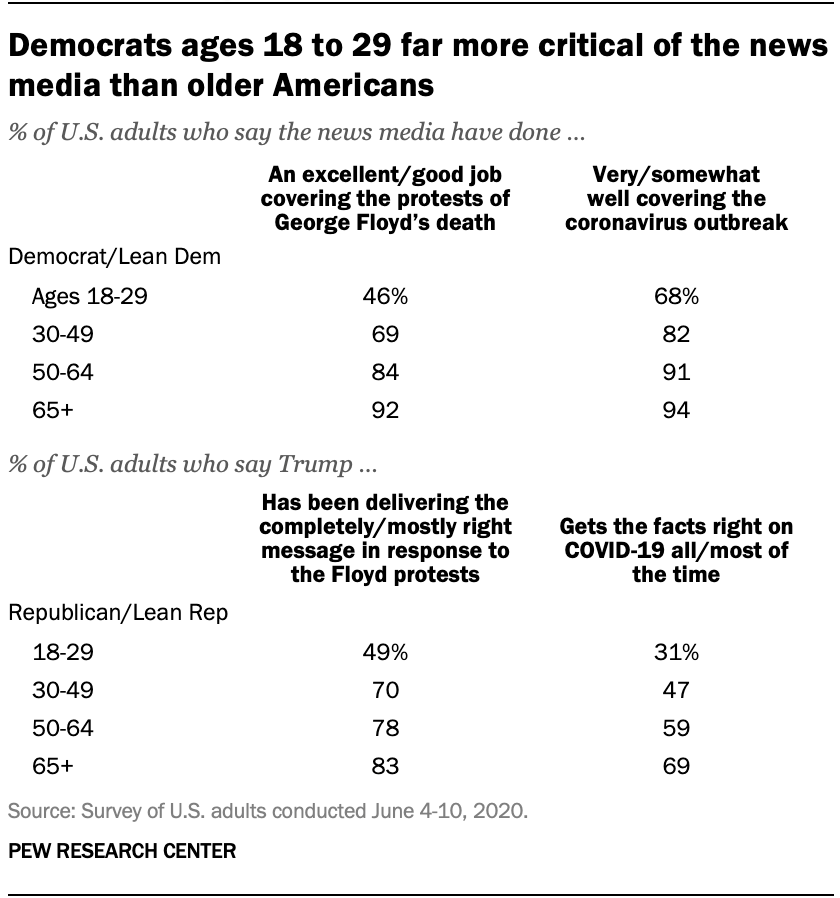 Democrats ages 18 to 29 far more critical of the news
media than older Americans
% of U.S. adults who say the news media have done ...
An excellent/good job
covering the protests of
George Floyd's death
Very/somewhat
well covering the
coronavirus outbreak
Democrat/Lean Dem
Ages 18-29 46% 68%
30-49 69 82
50-64 84 91
65+ 92 94
% of U.S. adults who say Trump ...
Has been delivering the
completely/mostly right
message in response to
the Floyd protests
Gets the facts right on
COVID-19 all/most of
the time
Republican/Lean Rep
18-29 49% 31%
30-49 70 47
50-64 78 59
65+ 83 69
Source: Survey of U.S. adults conducted June 4-10, 2020.
PEW RESEARCH CENTER